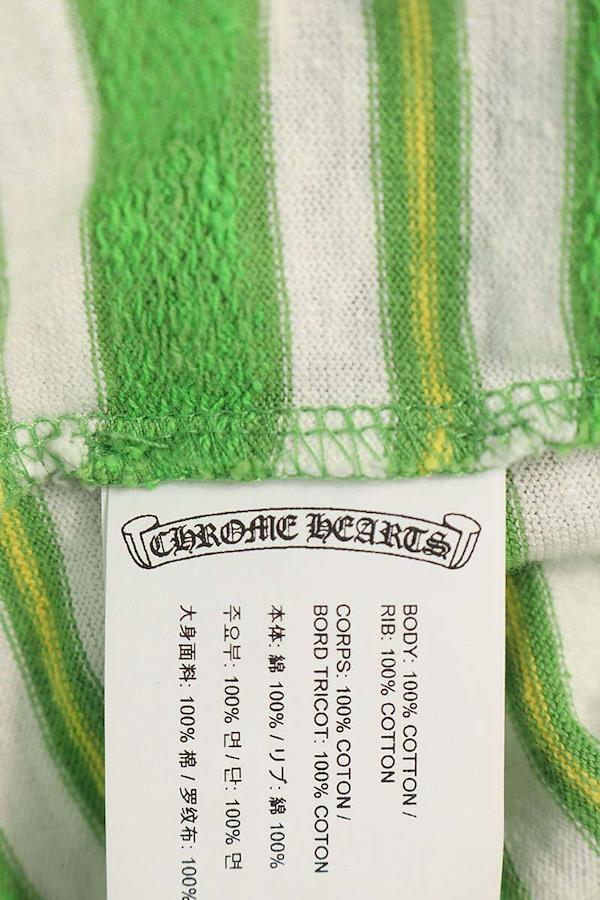 CHROME HEARTS
BODY: 100% COTTON /
RIB: 100% COTTON
CORPS: 100% COTON /
BORD TRICOT: 100% COTON
本体: 綿 100% / リブ: 綿 100%
주요부: 100% 면 / 단: 100% 면
大身面料: 100% 棉 / 罗纹布: 100%